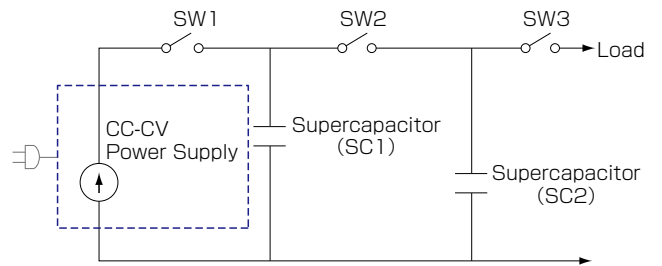 SW1
SW2
SW3
Load
CC-CV
Power Supply
Supercapacitor
(SC1)
Supercapacitor
(SC2)